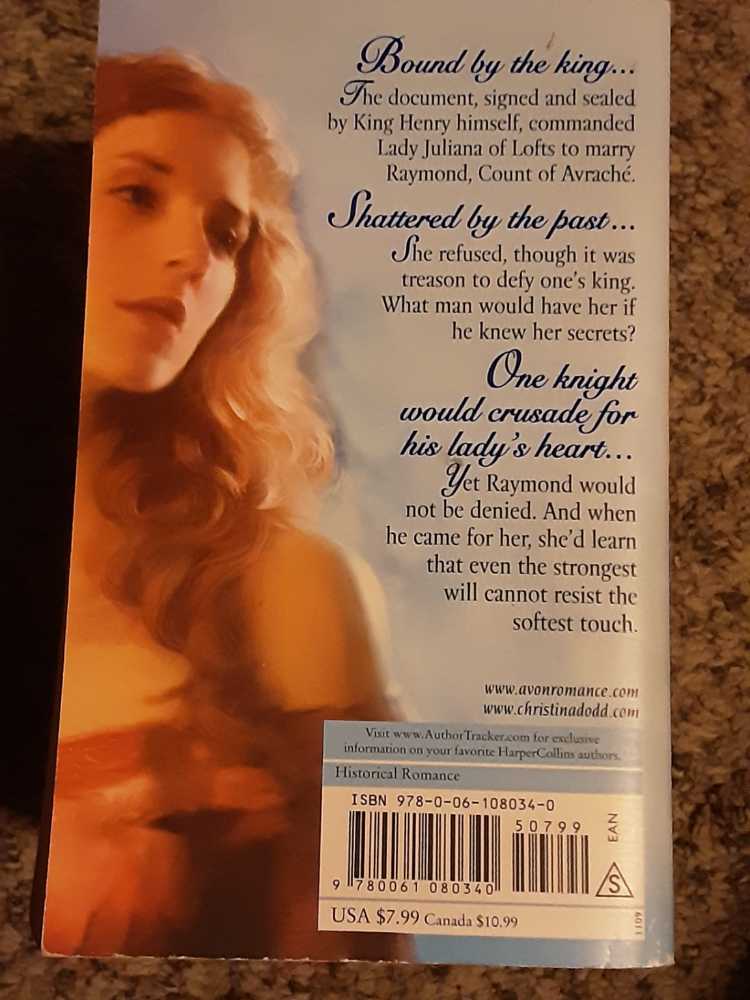 Bound by the king...
The document, signed and sealed
by King Henry himself, commanded
Lady Juliana of Lofts to marry
Raymond, Count of Avraché.
Shattered by the past...
She refused, though it was
treason to defy one's king.
What man would have her if
he knew her secrets?
One knight
would crusade for
his lady's heart...
Yet Raymond would
not be denied. And when
he came for her, she'd learn
that even the strongest
will cannot resist the
softest touch.
www.avonromance.com
www.christinadodd.com
Visit www.AuthorTracker.com for exclusive
information on your favorite HarperCollins authors.
Historical Romance
ISBN 978-0-06-108034-0
50799
EAN
9 780061 080340
S
USA $7.99 Canada $10.99
1109